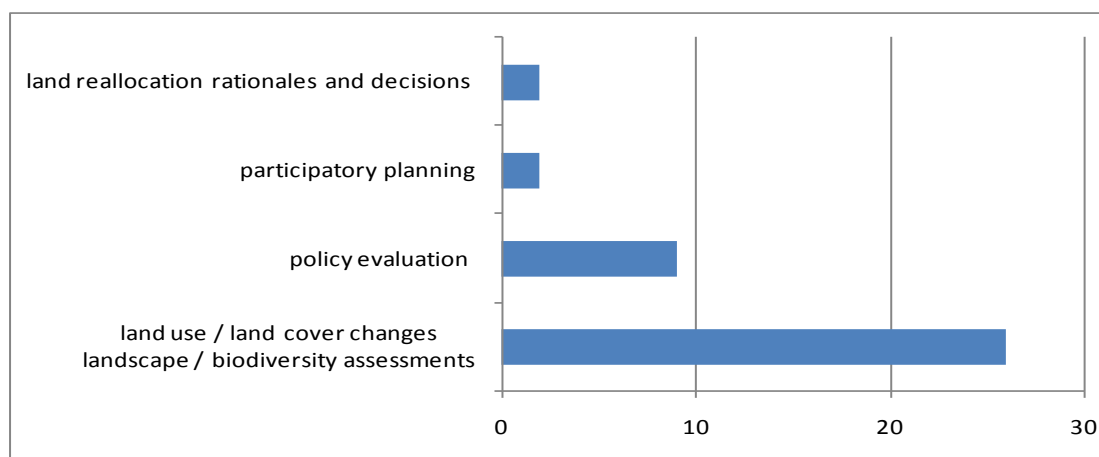 land reallocation rationales and decisions
participatory planning
policy evaluation
land use / land cover changes
landscape / biodiversity assessments
0 10 20 30